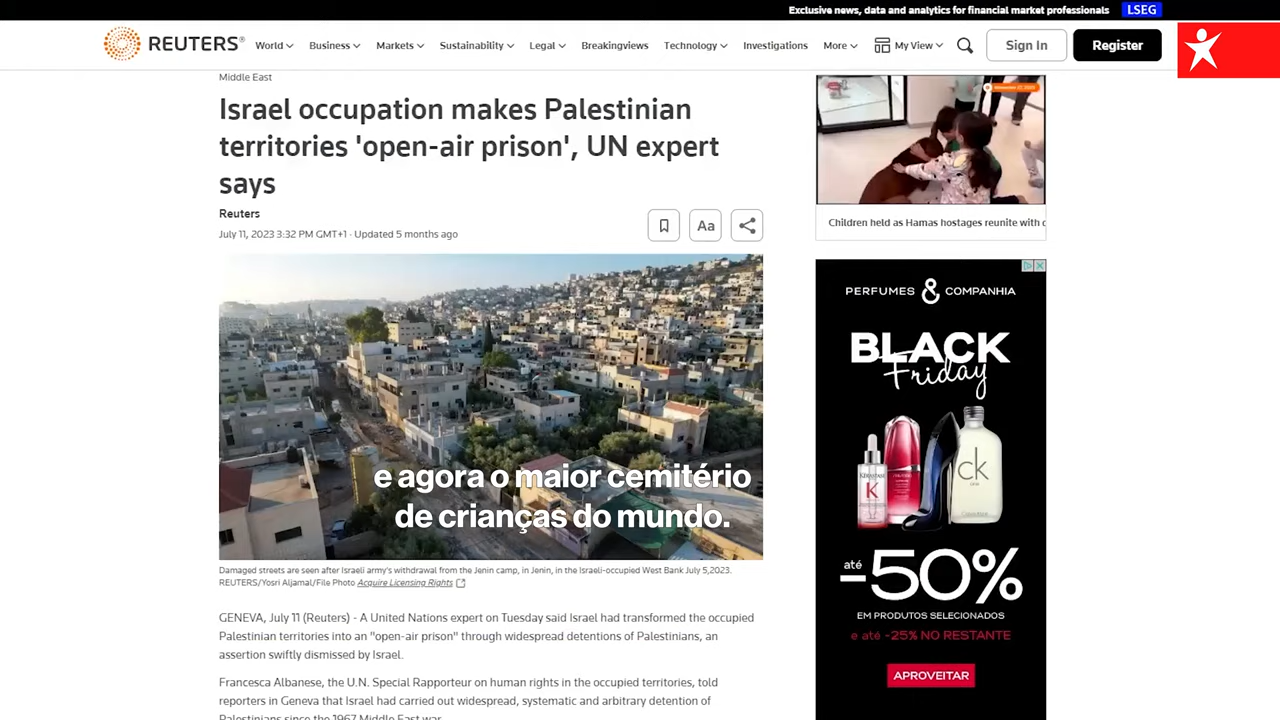 Exclusive news, data and analytics for financial market professionals
LSEG
REUTERS®
World
Business
Markets
Sustainability
Legal
Breakingviews
Technology
Investigations
More
My View
Sign In
Register
Middle East
Israel occupation makes Palestinian
territories 'open-air prison', UN expert
says
Reuters
July 11, 2023 3:32 PM GMT+1 · Updated 5 months ago
Aa
e agora o maior cemitério
de crianças do mundo.
Damaged streets are seen after Israeli army's withdrawal from the Jenin camp, in Jenin, in the Israeli-occupied West Bank July 5,2023.
REUTERS/Yosri Aljamal/File Photo Acquire Licensing Rights
GENEVA, July 11 (Reuters) - A United Nations expert on Tuesday said Israel had transformed the occupied
Palestinian territories into an "open-air prison" through widespread detentions of Palestinians, an
assertion swiftly dismissed by Israel.
Francesca Albanese, the U.N. Special Rapporteur on human rights in the occupied territories, told
reporters in Geneva that Israel had carried out widespread, systematic and arbitrary detention of
Palestinians since the 1967 Middle East war.
Children held as Hamas hostages reunite with
PERFUMES & COMPANHIA
BLACK
Friday
ck
até
-50%
EM PRODUTOS SELECIONADOS
e até -25% NO RESTANTE
APROVEITAR